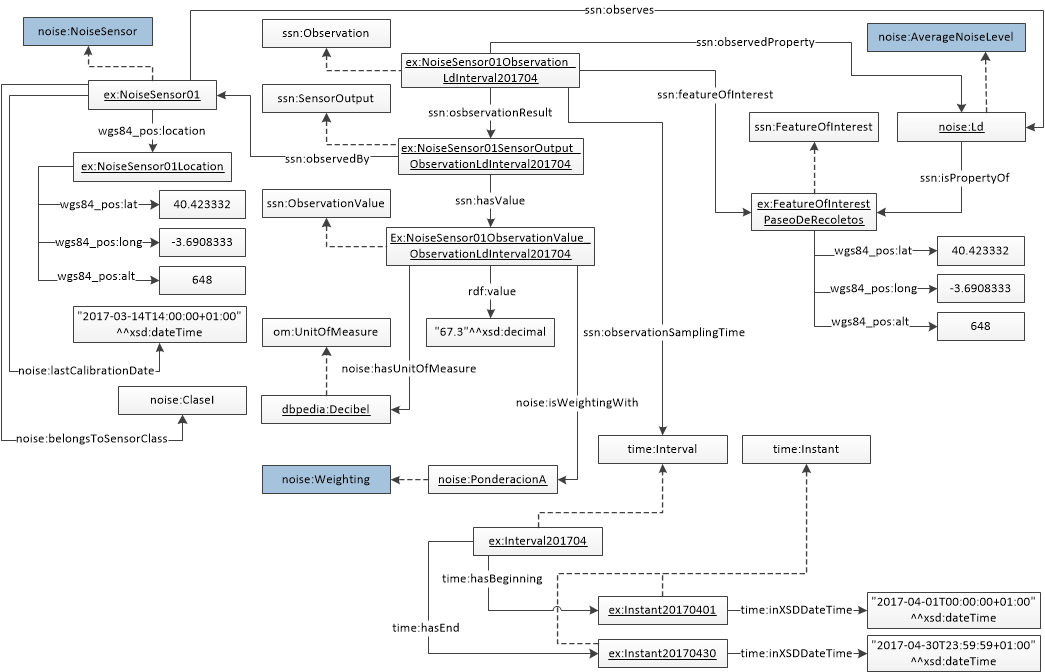 ssn:observes
noise:NoiseSensor
ssn:Observation
noise:AverageNoiseLevel
ssn:observedProperty
ex:NoiseSensor01Observation
LdInterval201704
ex:NoiseSensor01
ssn:SensorOutput
ssn:featureOfInterest
ssn:osbservationResult
wgs84_pos:location
ssn:FeatureOfInterest
noise:Ld
ssn:observedBy
ex:NoiseSensor01SensorOutput
ObservationLdInterval201704
ex:NoiseSensor01Location
ssn:isPropertyOf
wgs84_pos:lat
40.423332
ssn:ObservationValue
ssn:hasValue
ex:FeatureOfInterest
PaseoDeRecoletos
wgs84_pos:long
-3.6908333
Ex:NoiseSensor01ObservationValue
ObservationLdInterval201704
wgs84_pos:lat
40.423332
wgs84_pos:alt
648
rdf:value
wgs84_pos:long
-3.6908333
"2017-03-14T14:00:00+01:00"
^^xsd:dateTime
om:UnitOfMeasure
"67.3"^^xsd:decimal
ssn:observationSamplingTime
wgs84_pos:alt
648
noise:lastCalibrationDate
noise:hasUnitOfMeasure
noise:ClaseI
dbpedia:Decibel
noise:isWeightingWith
noise:belongsToSensorClass
time:Interval
time:Instant
noise:Weighting
noise:PonderacionA
ex:Interval201704
time:hasBeginning
ex:Instant20170401
time:inXSDDateTime
"2017-04-01T00:00:00+01:00"
^^xsd:dateTime
time:hasEnd
ex:Instant20170430
time:inXSDDateTime
"2017-04-30T23:59:59+01:00"
^^xsd:dateTime